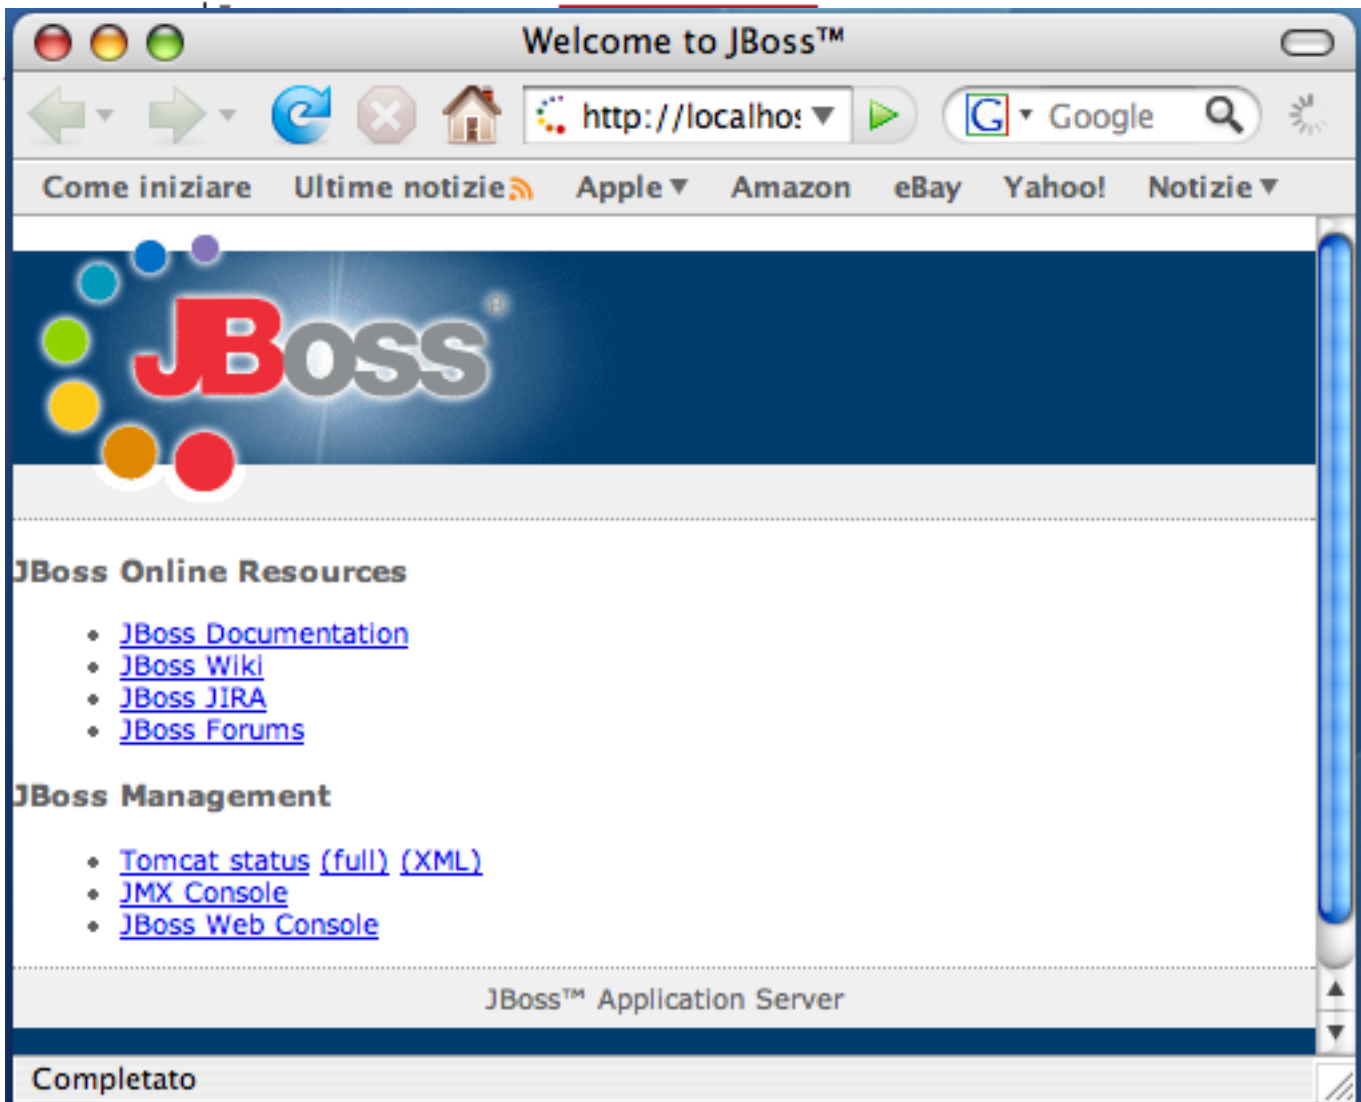 Welcome to JBoss™
http://localhos
Google
Come iniziare Ultime notizie Apple Amazon eBay Yahoo! Notizie
JBoss®
JBoss Online Resources
JBoss Documentation
JBoss Wiki
JBoss JIRA
JBoss Forums
JBoss Management
Tomcat status (full) (XML)
JMX Console
JBoss Web Console
JBoss™ Application Server
Completato